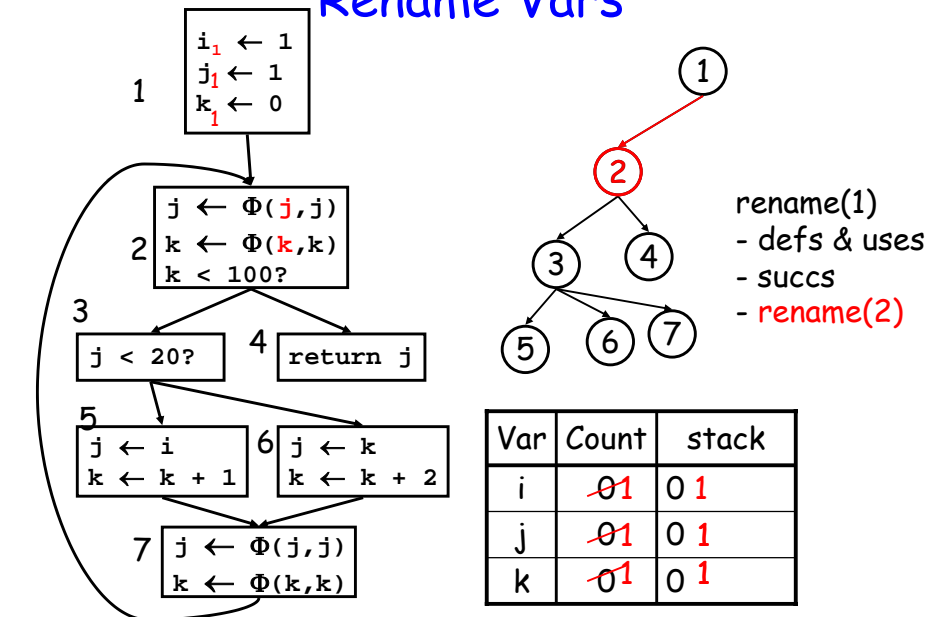 Rename Vars
1
i₁ ← 1
j₁ ← 1
k₁ ← 0
2
j ← Φ(j,j)
k ← Φ(k,k)
k < 100?
3
j < 20?
4
return j
5
j ← i
k ← k + 1
6
j ← k
k ← k + 2
7
j ← Φ(j,j)
k ← Φ(k,k)
1
2
3
4
5
6
7
rename(1)
- defs & uses
- succs
- rename(2)
Var Count stack
i 0 1 0 1
j 0 1 0 1
k 0 1 0 1